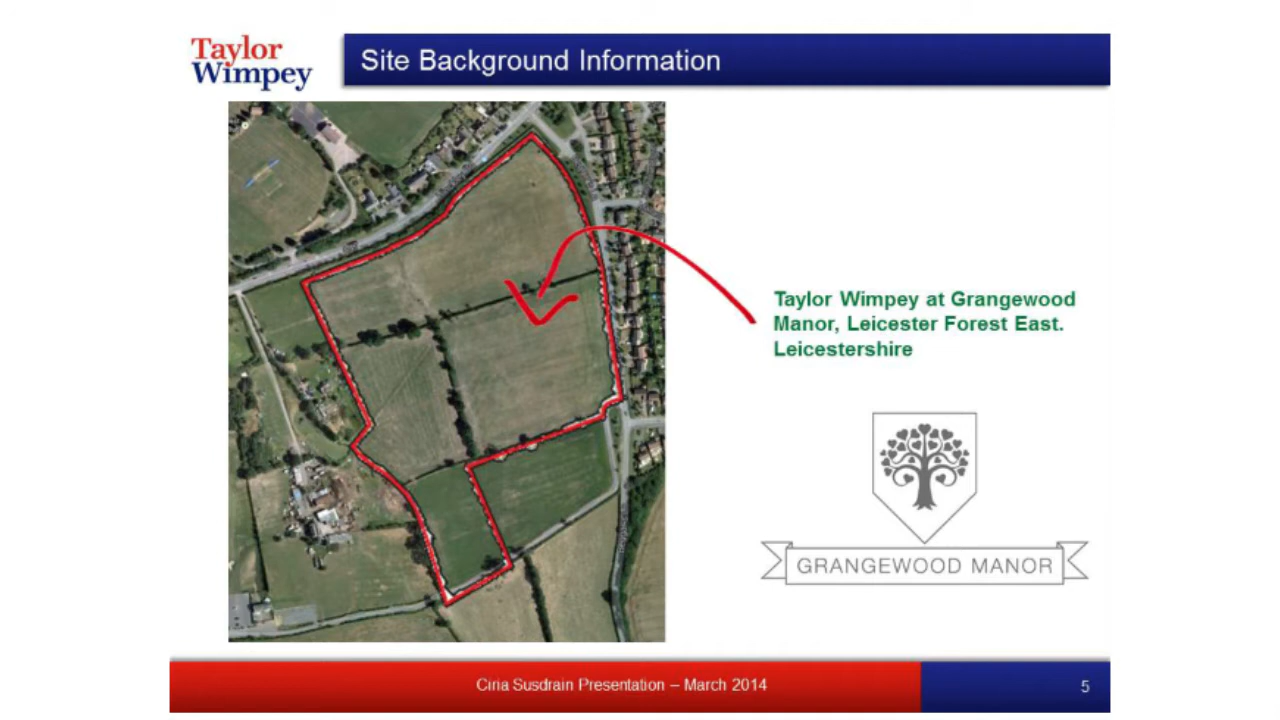 Taylor
Wimpey
Site Background Information
Taylor Wimpey at Grangewood
Manor, Leicester Forest East.
Leicestershire
GRANGEWOOD MANOR
Ciria Susdrain Presentation – March 2014
5